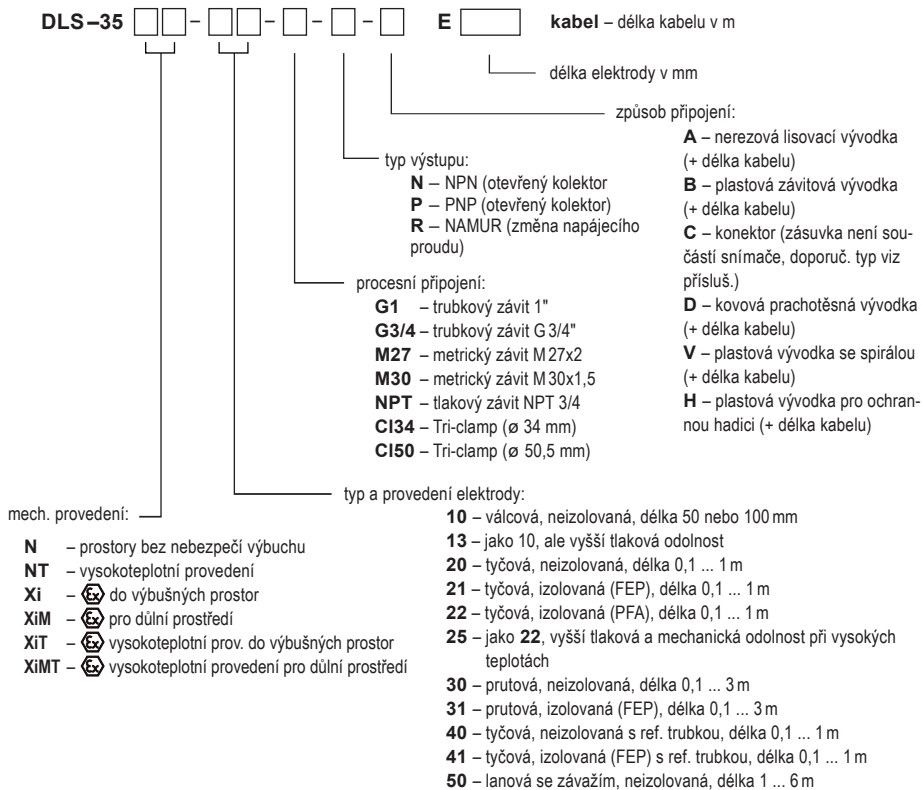 DLS–35 – – – – E kabel – délka kabelu v m
délka elektrody v mm
způsob připojení:
A – nerezová lisovací vývodka
(+ délka kabelu)
B – plastová závitová vývodka
(+ délka kabelu)
C – konektor (zásuvka není sou-
částí snímače, doporuč. typ viz
přísluš.)
D – kovová prachotěsná vývodka
(+ délka kabelu)
V – plastová vývodka se spirálou
(+ délka kabelu)
H – plastová vývodka pro ochran-
nou hadici (+ délka kabelu)
typ výstupu:
N – NPN (otevřený kolektor
P – PNP (otevřený kolektor)
R – NAMUR (změna napájecího
proudu)
procesní připojení:
G1 – trubkový závit 1"
G3/4 – trubkový závit G 3/4"
M27 – metrický závit M 27x2
M30 – metrický závit M 30x1,5
NPT – tlakový závit NPT 3/4
Cl34 – Tri-clamp (ø 34 mm)
Cl50 – Tri-clamp (ø 50,5 mm)
typ a provedení elektrody:
10 – válcová, neizolovaná, délka 50 nebo 100 mm
13 – jako 10, ale vyšší tlaková odolnost
20 – tyčová, neizolovaná, délka 0,1 ... 1 m
21 – tyčová, izolovaná (FEP), délka 0,1 ... 1 m
22 – tyčová, izolovaná (PFA), délka 0,1 ... 1 m
25 – jako 22, vyšší tlaková a mechanická odolnost při vysokých
teplotách
30 – prutová, neizolovaná, délka 0,1 ... 3 m
31 – prutová, izolovaná (FEP), délka 0,1 ... 3 m
40 – tyčová, neizolovaná s ref. trubkou, délka 0,1 ... 1 m
41 – tyčová, izolovaná (FEP) s ref. trubkou, délka 0,1 ... 1 m
50 – lanová se závažím, neizolovaná, délka 1 ... 6 m
mech. provedení:
N – prostory bez nebezpečí výbuchu
NT – vysokoteplotní provedení
Xi – Ex do výbušných prostor
XiM – Ex pro důlní prostředí
XiT – Ex vysokoteplotní prov. do výbušných prostor
XiMT – Ex vysokoteplotní provedení pro důlní prostředí